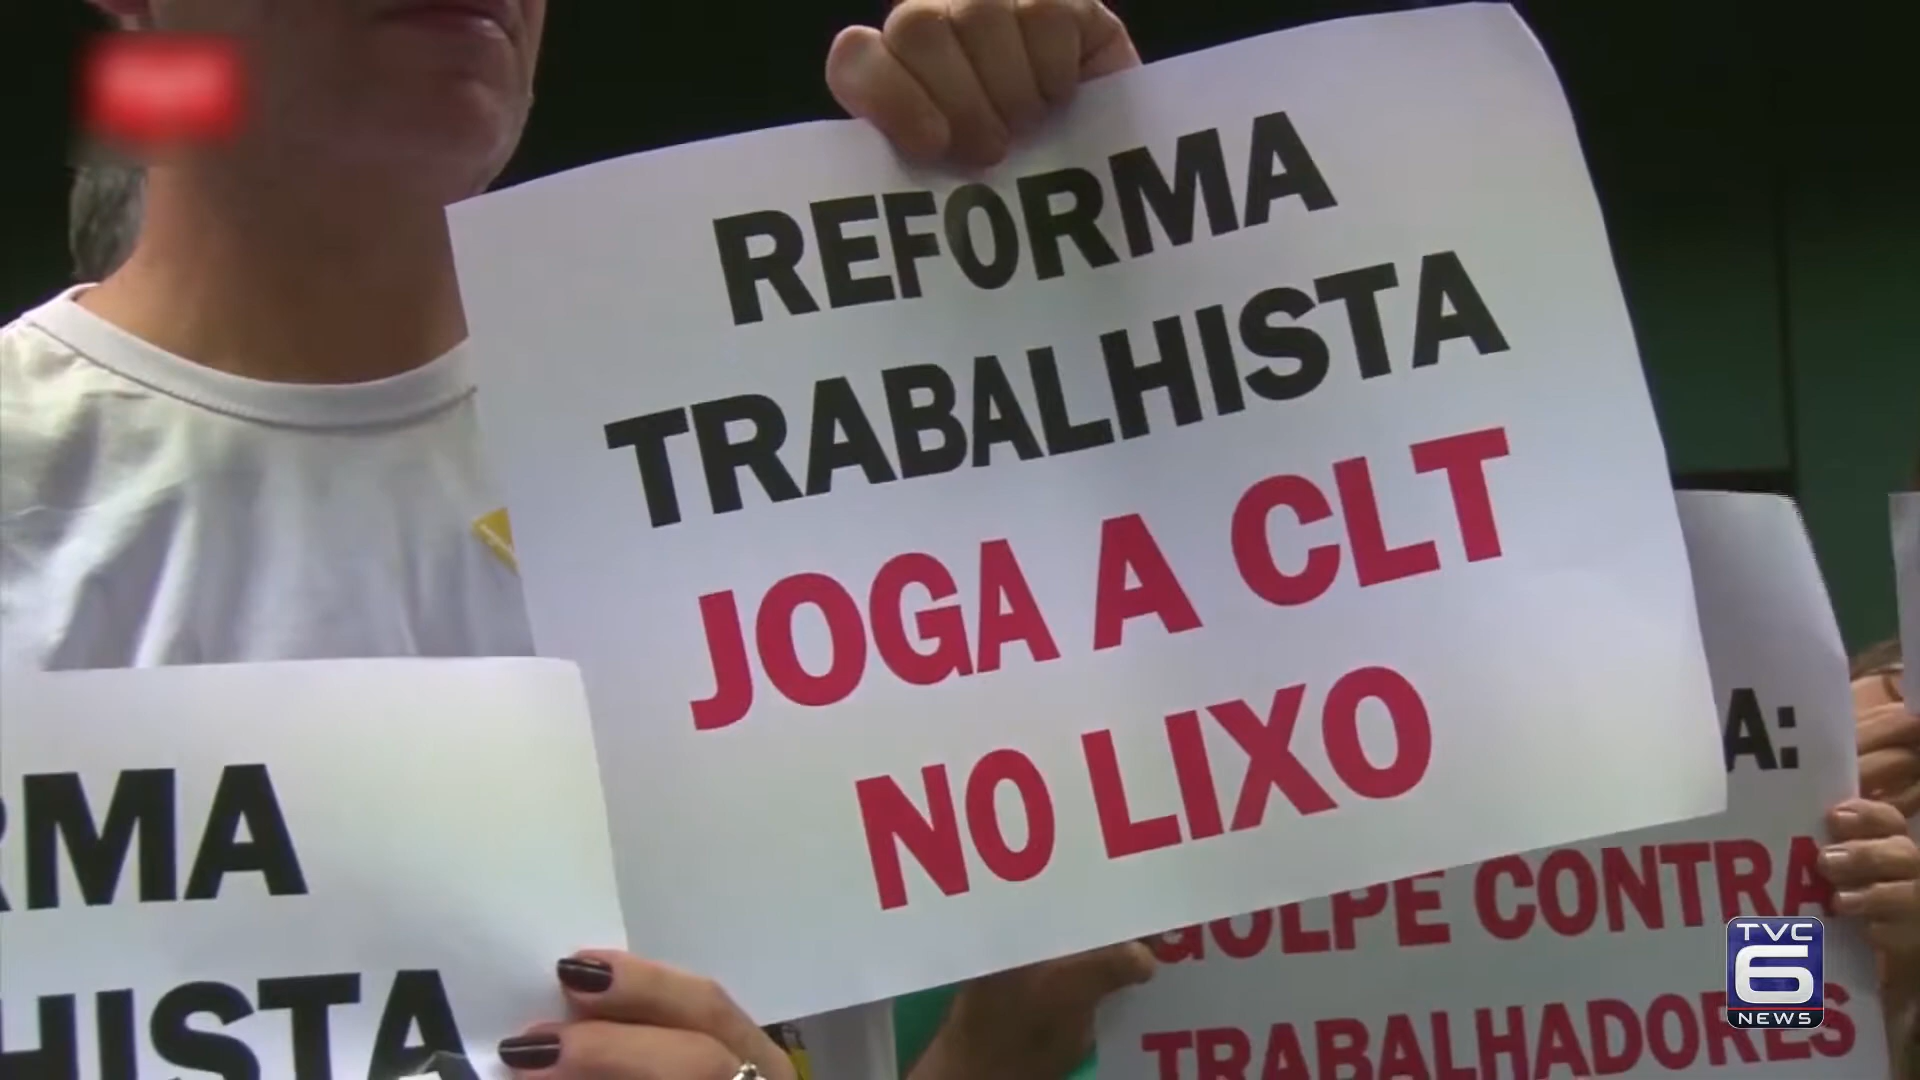 REFORMA
TRABALHISTA
JOGA A CLT
NO LIXO
RMA
HISTA
A:
GOLPE CONTRA
TRABALHADORES
TVC
6
NEWS